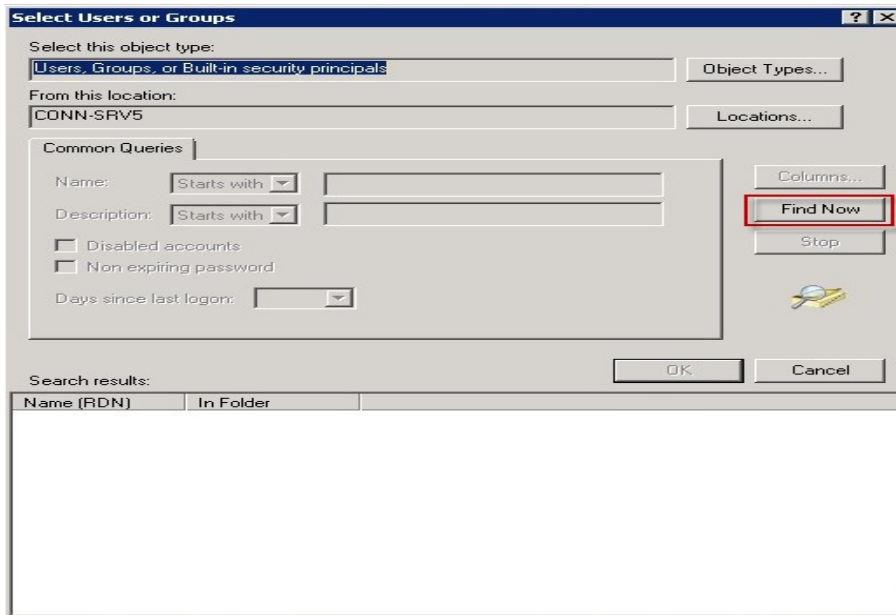 Select Users or Groups
Select this object type:
Users, Groups, or Built-in security principals
Object Types...
From this location:
CONN-SRV5
Locations...
Common Queries
Name:
Starts with
Columns...
Description:
Starts with
Find Now
Disabled accounts
Stop
Non expiring password
Days since last logon:
OK
Cancel
Search results:
Name (RDN)
In Folder